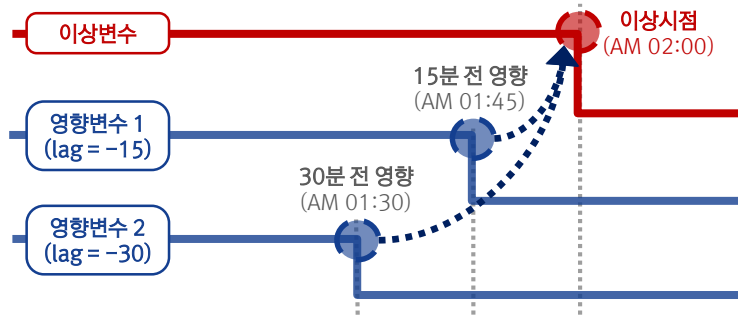 이상변수
이상시점
(AM 02:00)
15분 전 영향
(AM 01:45)
영향변수 1
(lag = -15)
30분 전 영향
(AM 01:30)
영향변수 2
(lag = -30)